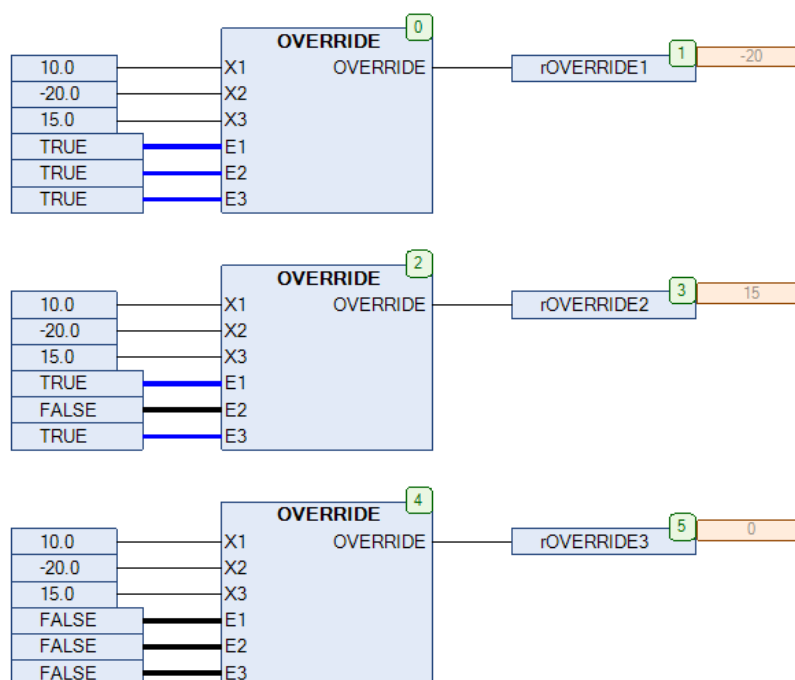 0
OVERRIDE
10.0 X1 OVERRIDE rOVERRIDE1 1 -20
-20.0 X2
15.0 X3
TRUE E1
TRUE E2
TRUE E3
2
OVERRIDE
10.0 X1 OVERRIDE rOVERRIDE2 3 15
-20.0 X2
15.0 X3
TRUE E1
FALSE E2
TRUE E3
4
OVERRIDE
10.0 X1 OVERRIDE rOVERRIDE3 5 0
-20.0 X2
15.0 X3
FALSE E1
FALSE E2
FALSE E3